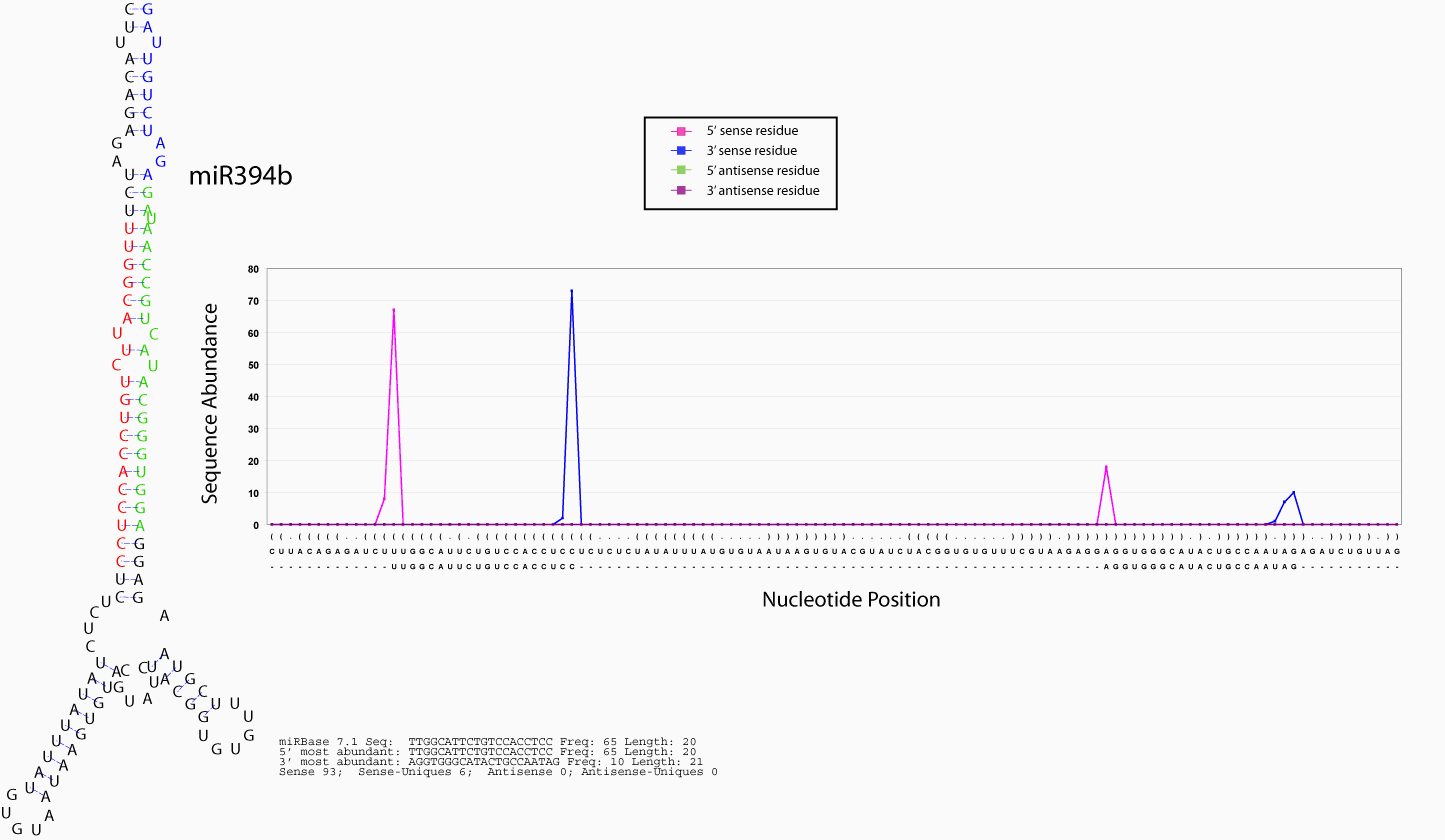 C G
U A
U U
A U
C G
A U
G C
A U
G A
A G
miR394b
U A
C G
U A
U
U A
U A
G C
G C
C G
A U
U C
U A
C U
U A
G C
U G
C G
C G
A U
C G
C G
U A
C G
C G
U A
C G
5' sense residue
3' sense residue
5' antisense residue
3' antisense residue
Sequence Abundance
80
70
60
50
40
30
20
10
0
CUUACAGAGAUCUUUGGCAUUCUGUCCACCUCCUCUCUCUAUAUUUAUGUGUAAUAAGUGUACGUAUCUACGGGUGUGUUUCGUAAGAGGAGGUGGGCAUACUGCCAAUAGAGAUCUGUUAG
-------------UUGGCAUUCUGUCCACCUCC---------------------------------------------------------AGGUGGGCAUACUGCCAAUAG-----------
Nucleotide Position
miRBase 7.1 Seq: TTGGCATTCTGTCCACCTCC Freq: 65 Length: 20
5' most abundant: TTGGCATTCTGTCCACCTCC Freq: 65 Length: 20
3' most abundant: AGGTGGGCATACTGCCAATAG Freq: 10 Length: 21
Sense 93; Sense-Uniques 6; Antisense 0; Antisense-Uniques 0